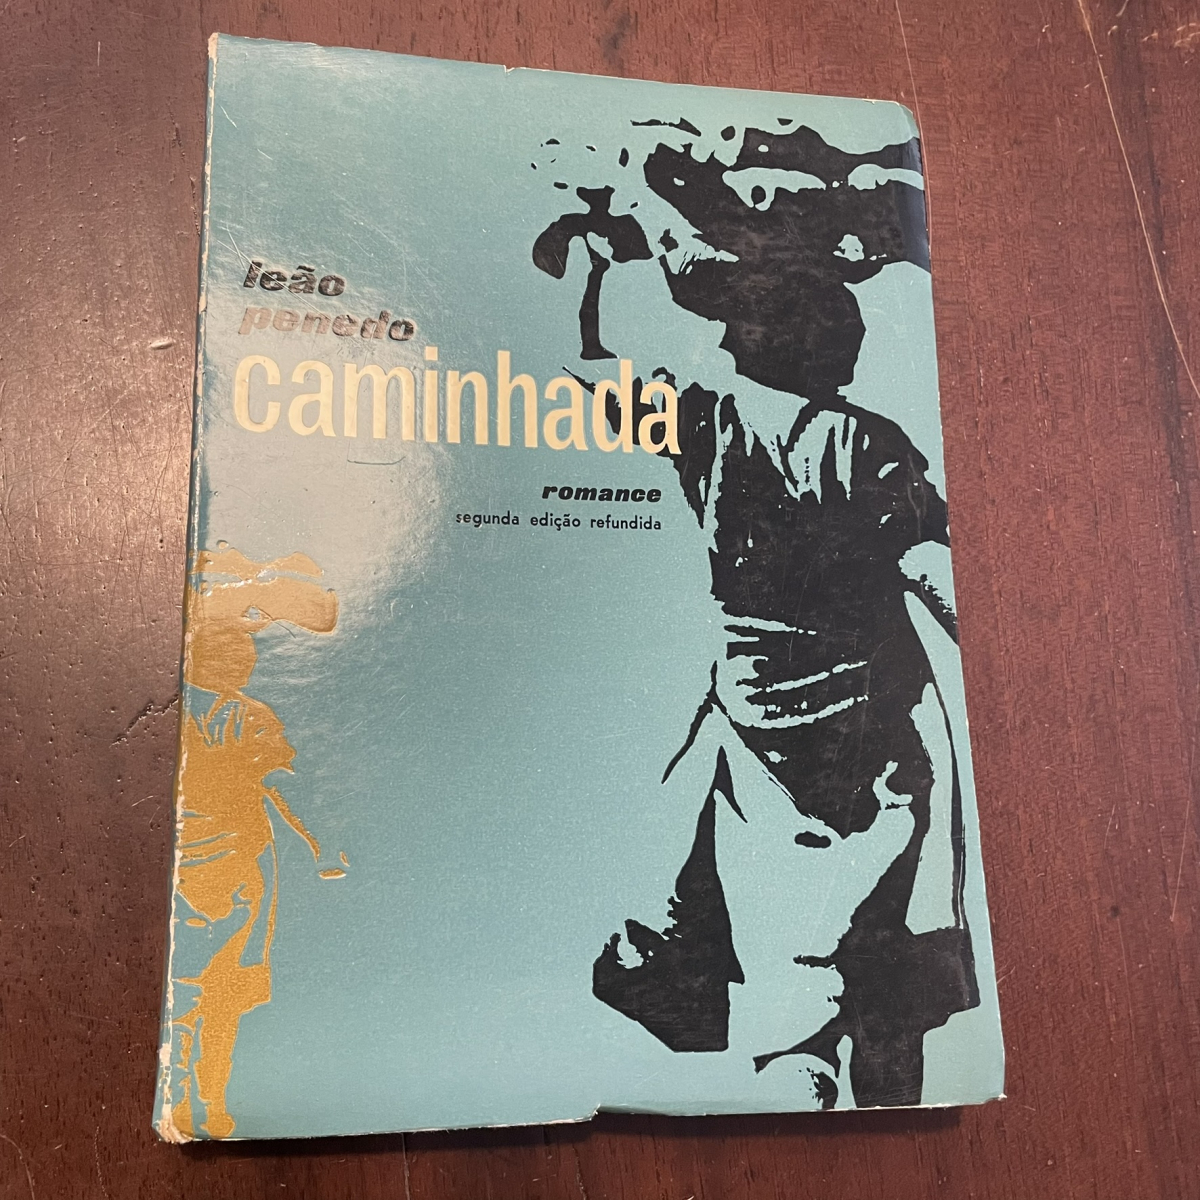 leão
penedo
caminhada
romance
segunda edição refundida